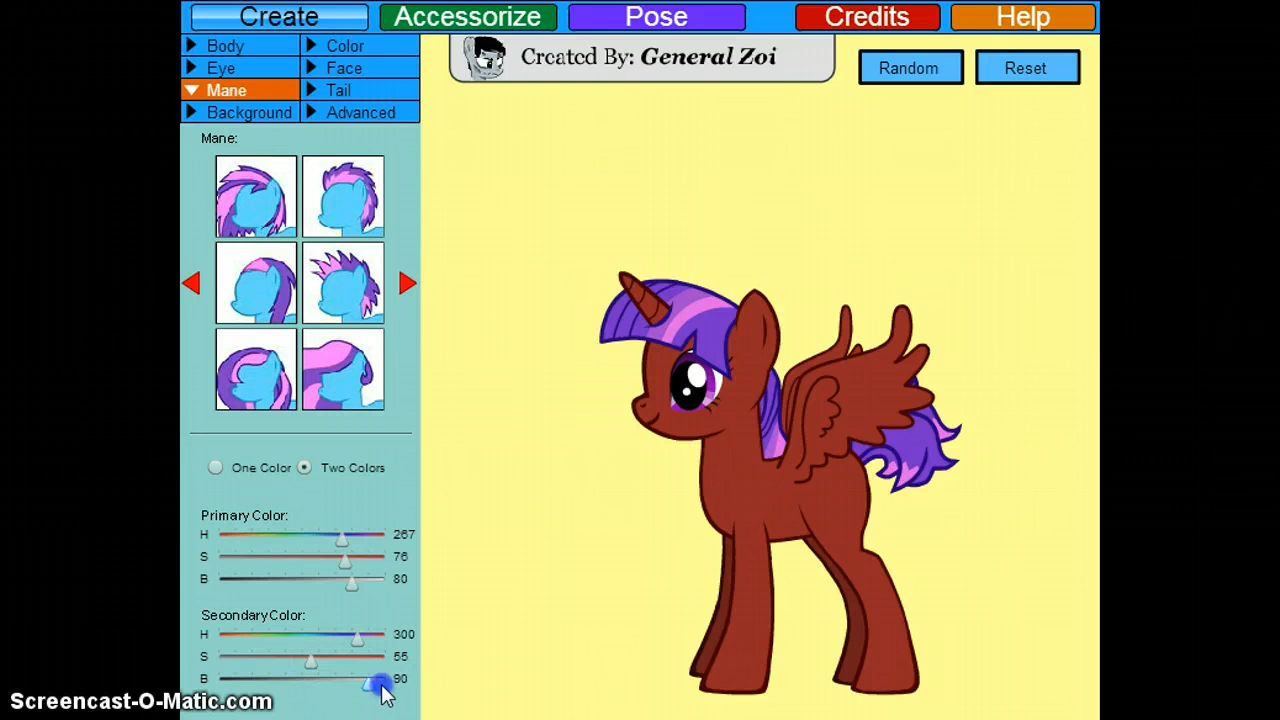 Create Accessorize Pose Credits Help
Body Color
Eye Face
Mane Tail
Background Advanced
Created By: General Zoi
Random Reset
Mane:
One Color Two Colors
Primary Color:
H 267
S 76
B 80
Secondary Color:
H 300
S 55
B 90
Screencast-O-Matic.com